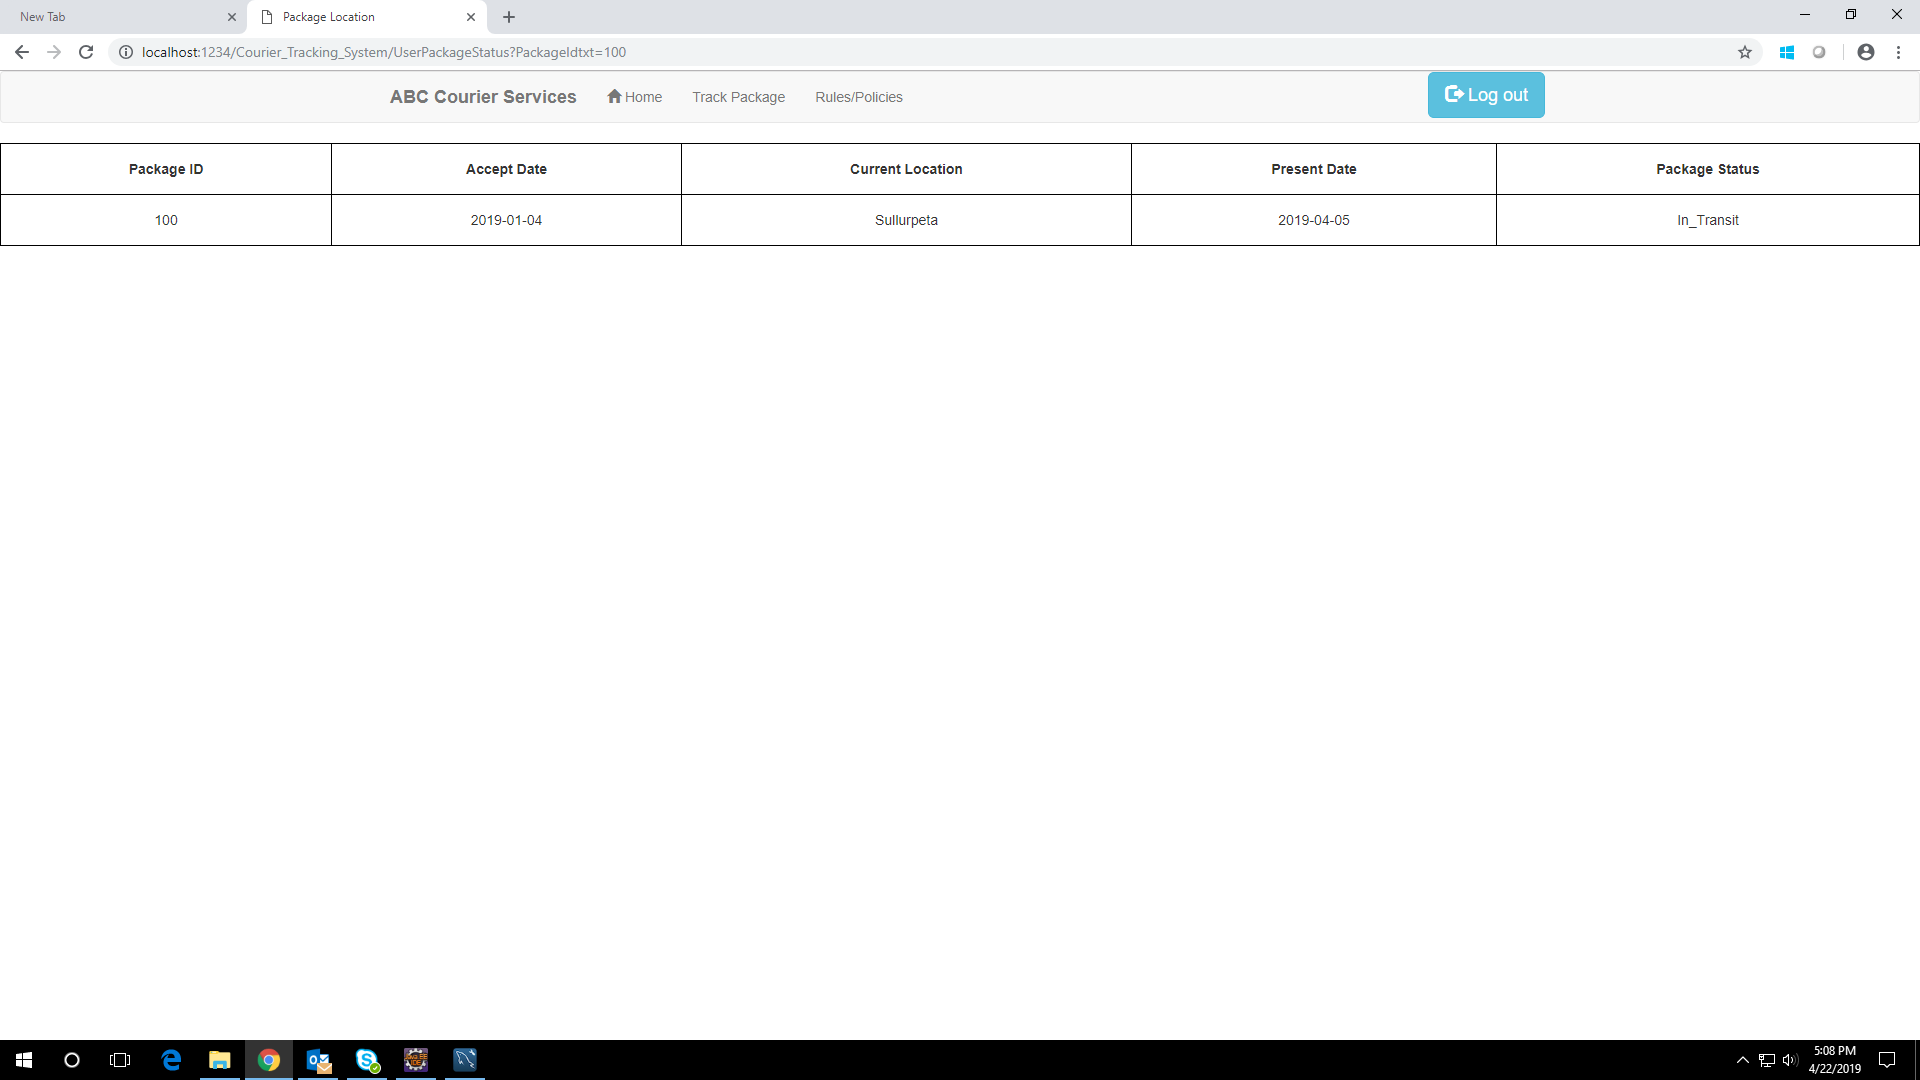 New Tab
Package Location
localhost:1234/Courier_Tracking_System/UserPackageStatus?PackageIdtxt=100
ABC Courier Services Home Track Package Rules/Policies Log out
Package ID Accept Date Current Location Present Date Package Status
100 2019-01-04 Sullurpeta 2019-04-05 In_Transit
5:08 PM
4/22/2019